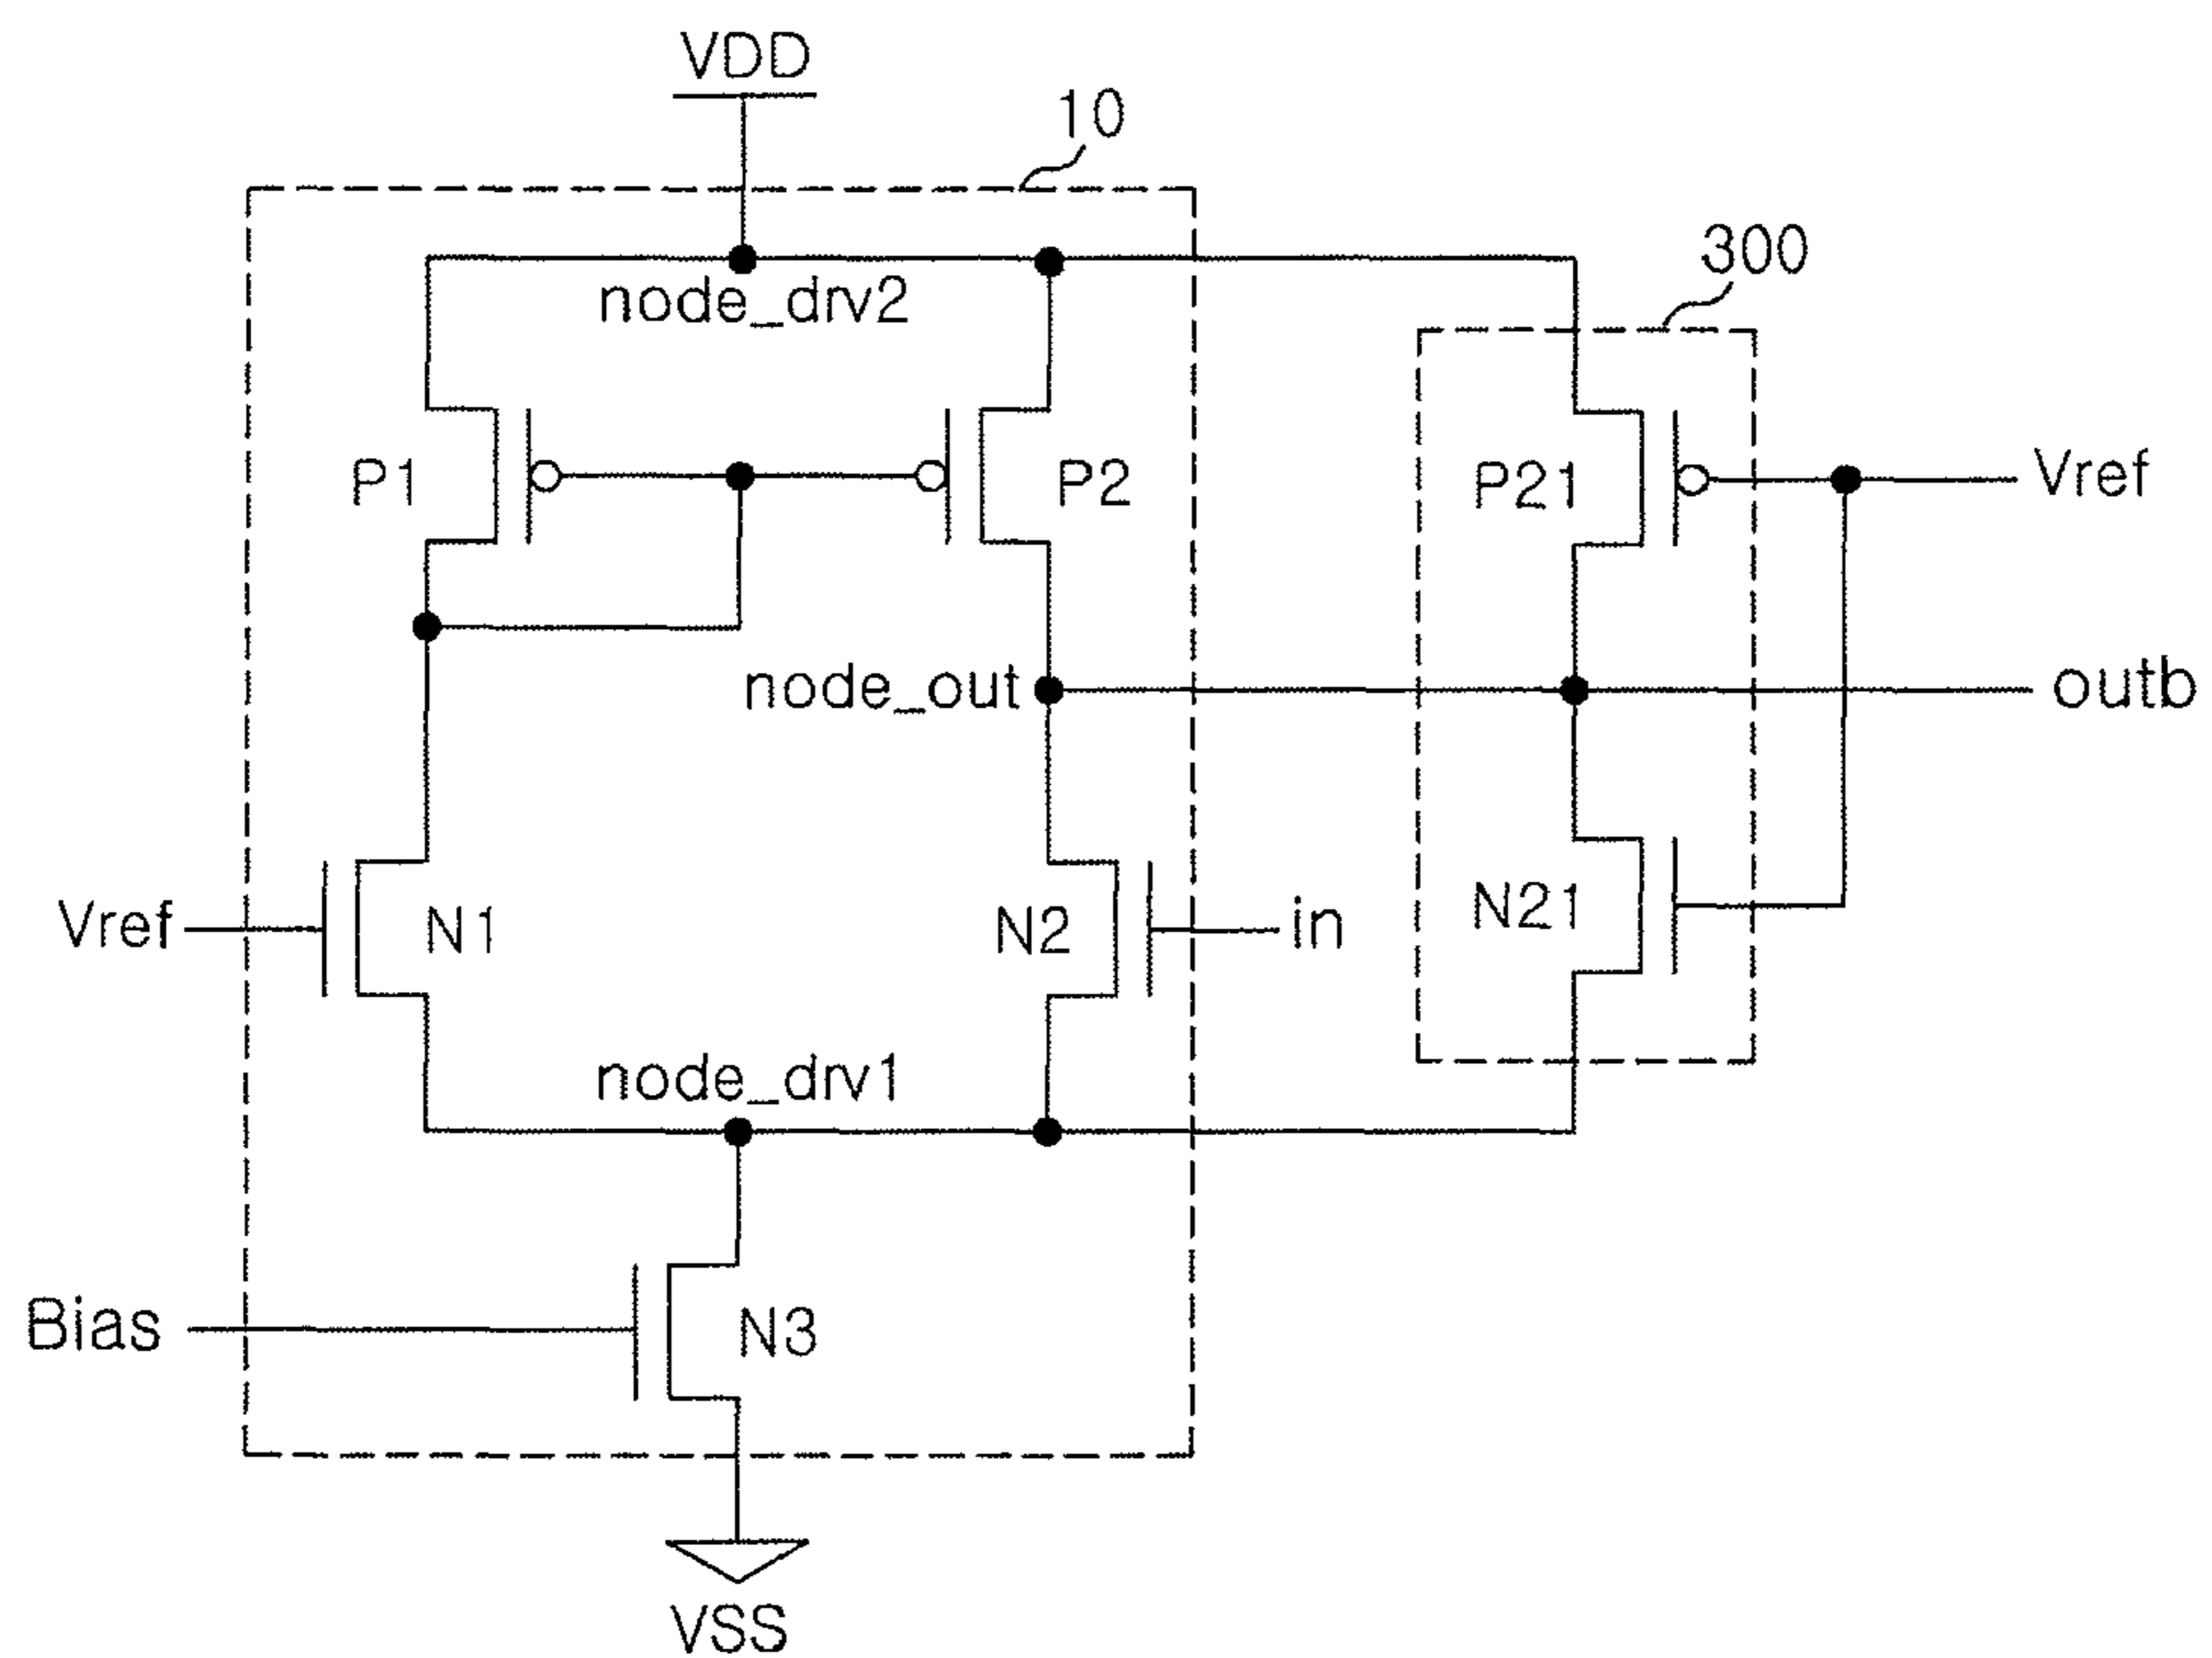 VDD
10
300
node_drv2
P1
P2
P21
Vref
node_out
outb
Vref
N1
N2
in
N21
node_drv1
Bias
N3
VSS